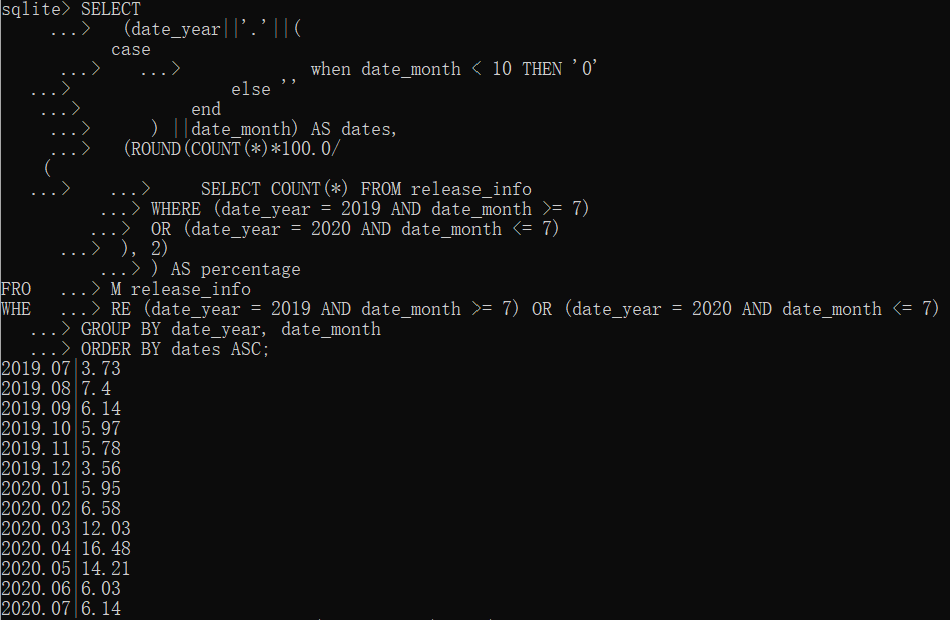 sqlite> SELECT
...> (date_year||'.'||(
case
...> ...> when date_month < 10 THEN '0'
...> else ''
...> end
...> ) ||date_month) AS dates,
...> (ROUND(COUNT(*)*100.0/
(
...> ...> SELECT COUNT(*) FROM release_info
...> WHERE (date_year = 2019 AND date_month >= 7)
...> OR (date_year = 2020 AND date_month <= 7)
...> ), 2)
...> ) AS percentage
FRO ...> M release_info
WHE ...> RE (date_year = 2019 AND date_month >= 7) OR (date_year = 2020 AND date_month <= 7)
...> GROUP BY date_year, date_month
...> ORDER BY dates ASC;
2019.07|3.73
2019.08|7.4
2019.09|6.14
2019.10|5.97
2019.11|5.78
2019.12|3.56
2020.01|5.95
2020.02|6.58
2020.03|12.03
2020.04|16.48
2020.05|14.21
2020.06|6.03
2020.07|6.14